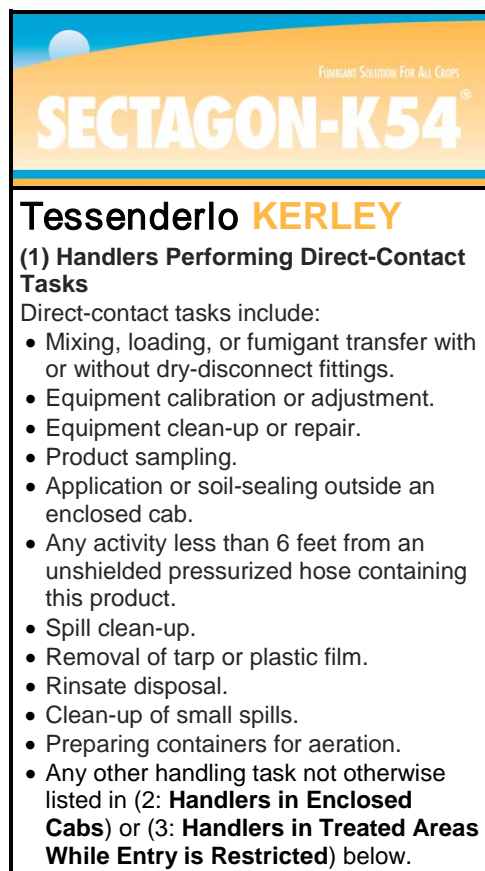 FUMIGANT SOLUTION FOR ALL CROPS
SECTAGON-K54®
Tessenderlo KERLEY
(1) Handlers Performing Direct-Contact
Tasks
Direct-contact tasks include:
• Mixing, loading, or fumigant transfer with
or without dry-disconnect fittings.
• Equipment calibration or adjustment.
• Equipment clean-up or repair.
• Product sampling.
• Application or soil-sealing outside an
enclosed cab.
• Any activity less than 6 feet from an
unshielded pressurized hose containing
this product.
• Spill clean-up.
• Removal of tarp or plastic film.
• Rinsate disposal.
• Clean-up of small spills.
• Preparing containers for aeration.
• Any other handling task not otherwise
listed in (2: Handlers in Enclosed
Cabs) or (3: Handlers in Treated Areas
While Entry is Restricted) below.